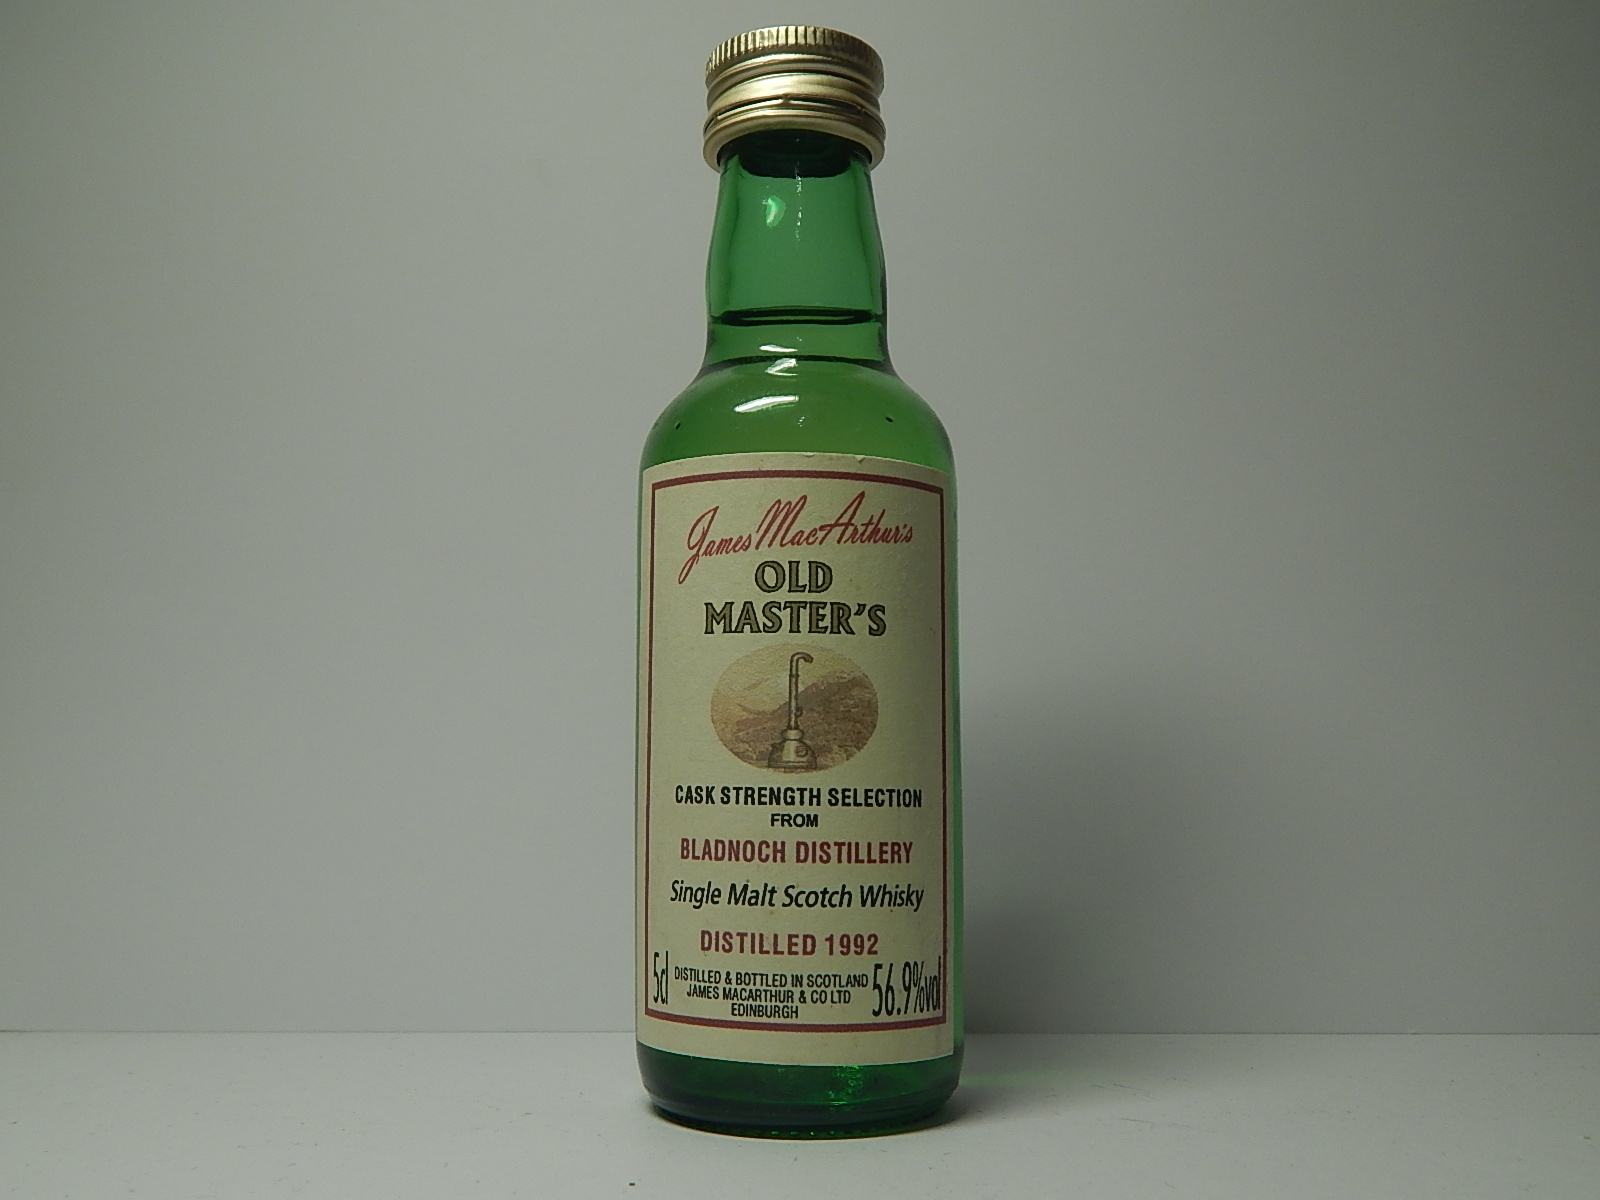 James MacArthur's
OLD
MASTER'S
CASK STRENGTH SELECTION
FROM
BLADNOCH DISTILLERY
Single Malt Scotch Whisky
DISTILLED 1992
5cl
DISTILLED & BOTTLED IN SCOTLAND
JAMES MACARTHUR & CO LTD
EDINBURGH
56.9%vol